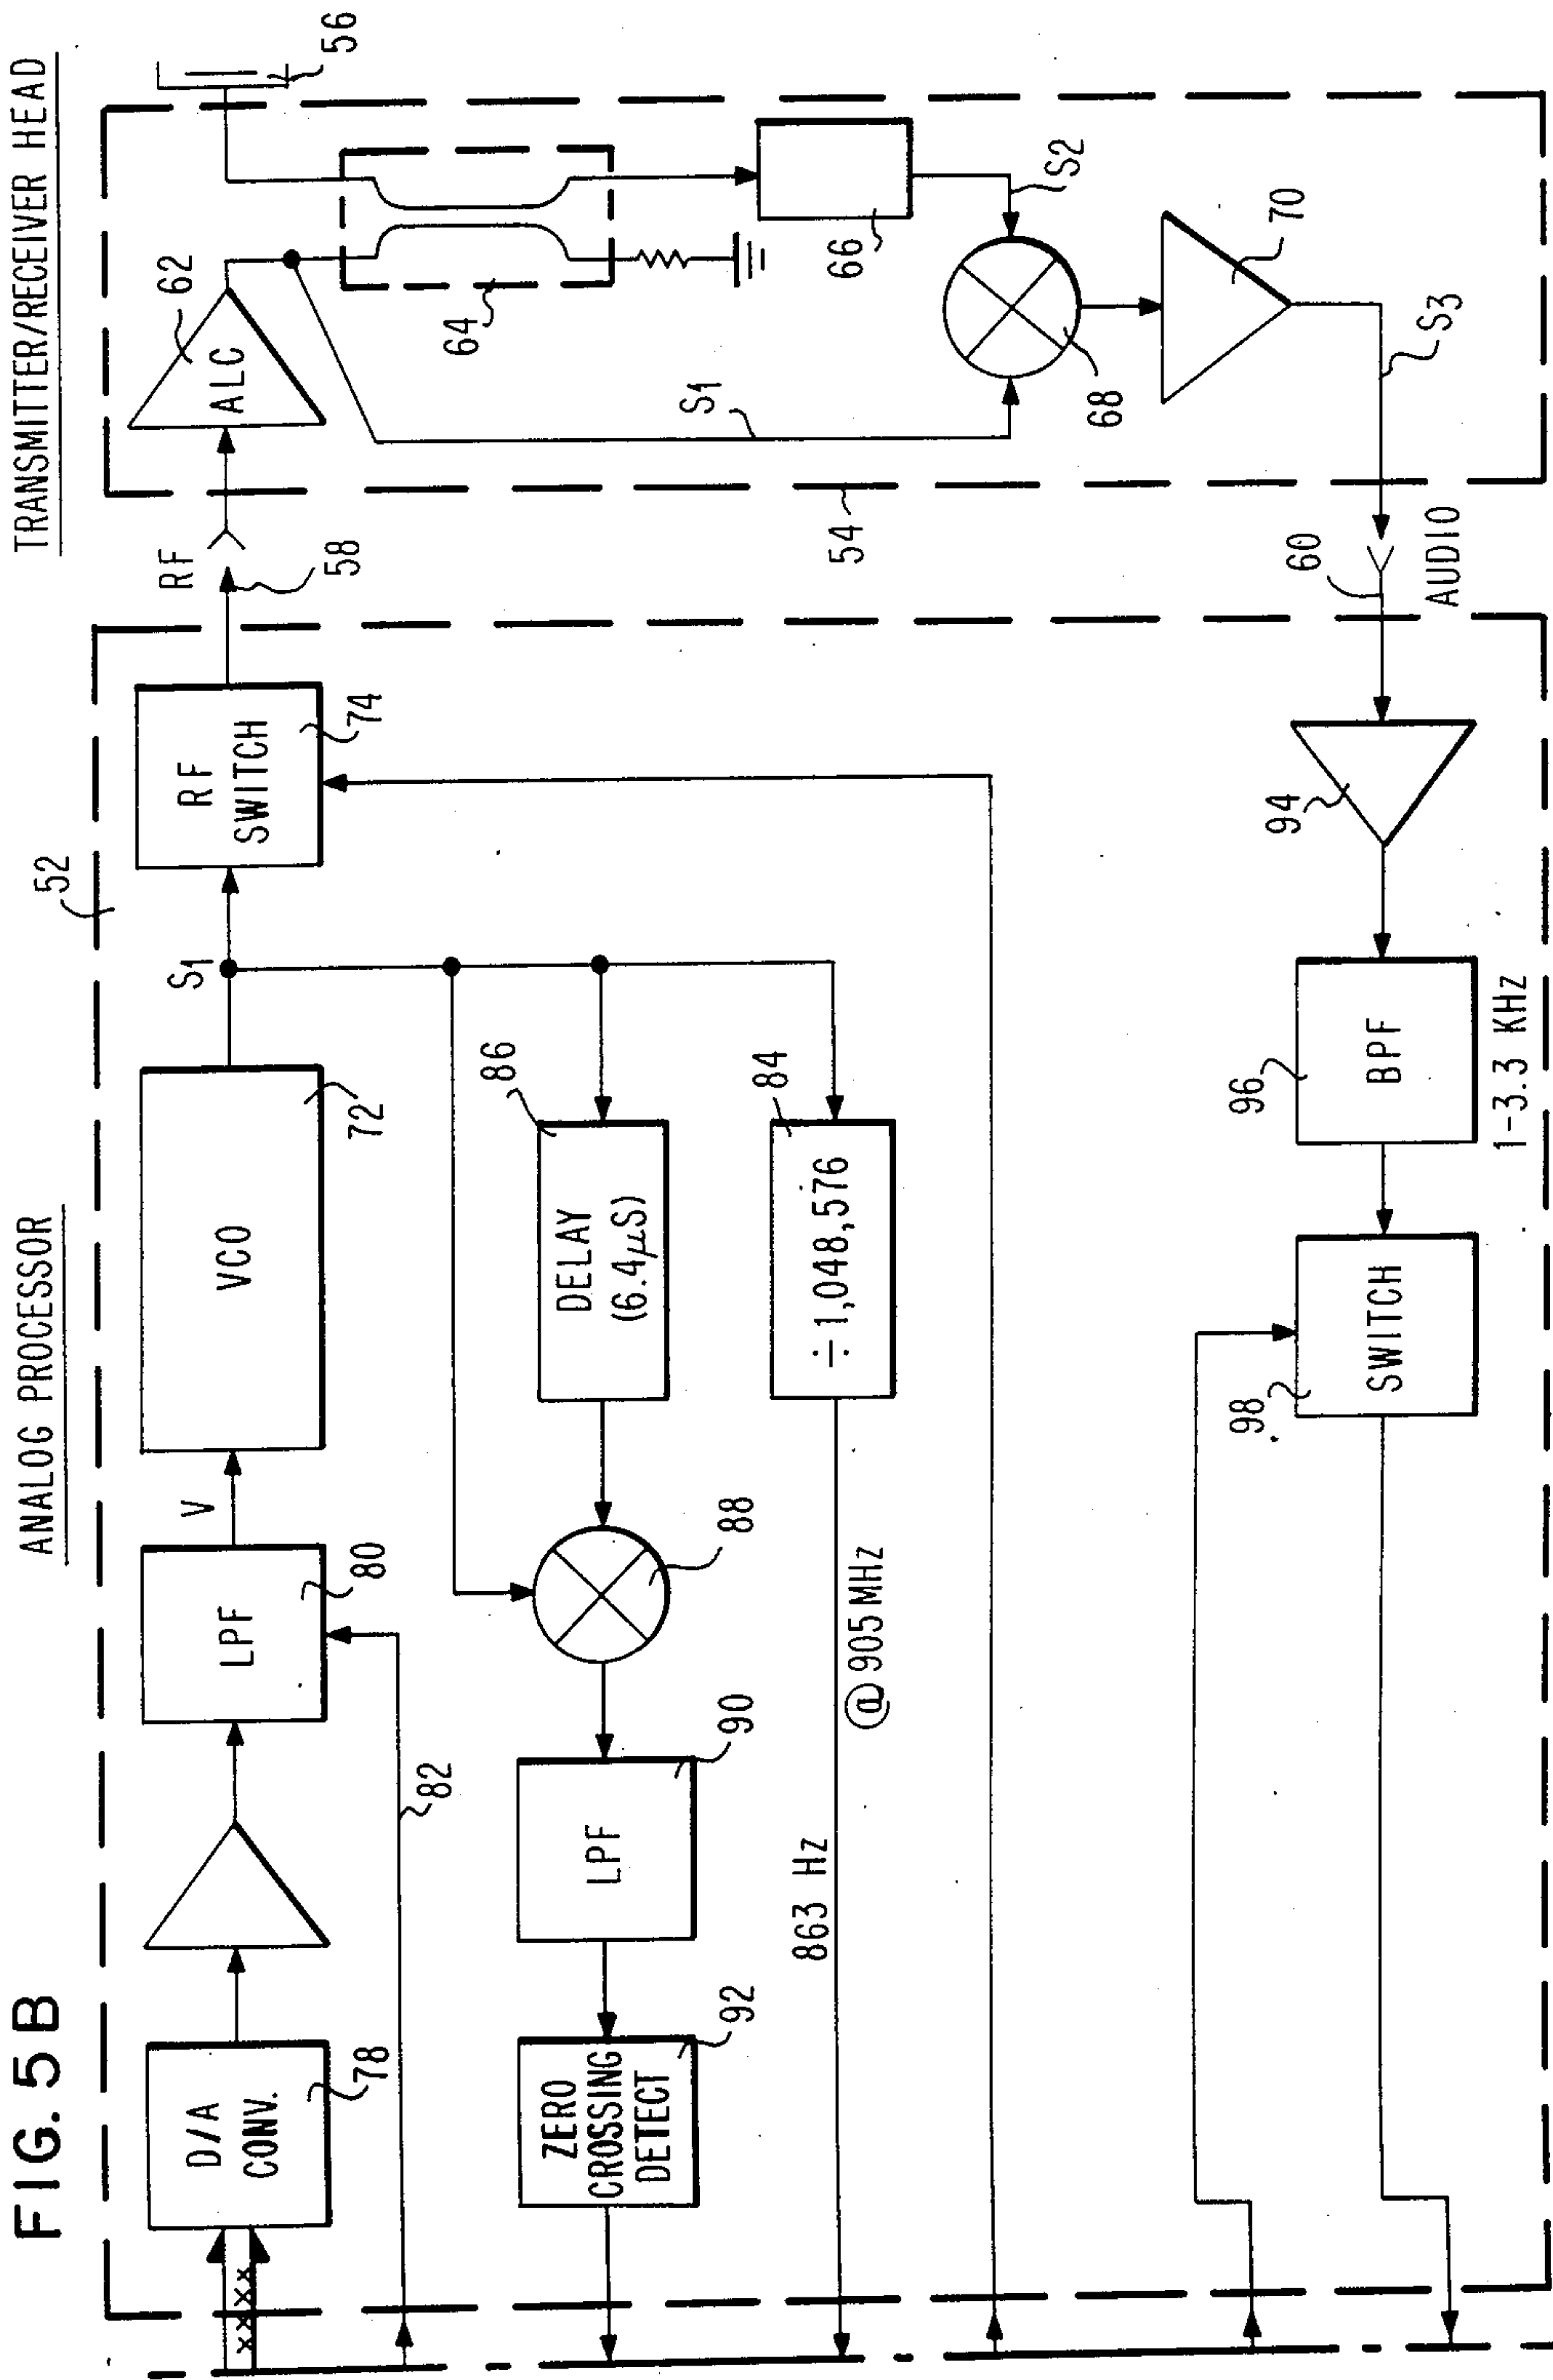 FIG. 5B
ANALOG PROCESSOR
TRANSMITTER/RECEIVER HEAD
52
D/A
CONV.
78
LPF
80
V
VCO
72
S1
RF
SWITCH
74
RF
58
ALC
62
56
82
64
66
S2
S1
68
70
S3
54
ZERO
CROSSING
DETECT
92
LPF
90
88
DELAY
(6.4μS)
86
863 Hz
@ 905 MHz
÷ 1,048,576
84
60
AUDIO
94
BPF
96
1-3.3 KHz
SWITCH
98
xxxx